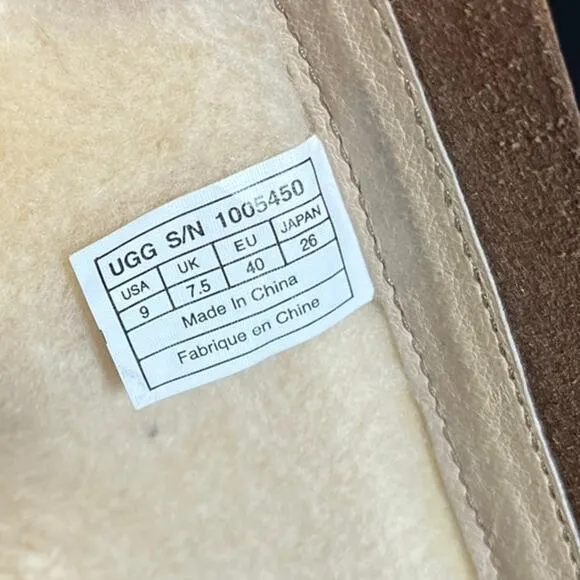 UGG S/N 1005450
USA UK EU JAPAN
9 7.5 40 26
Made In China
Fabrique en Chine